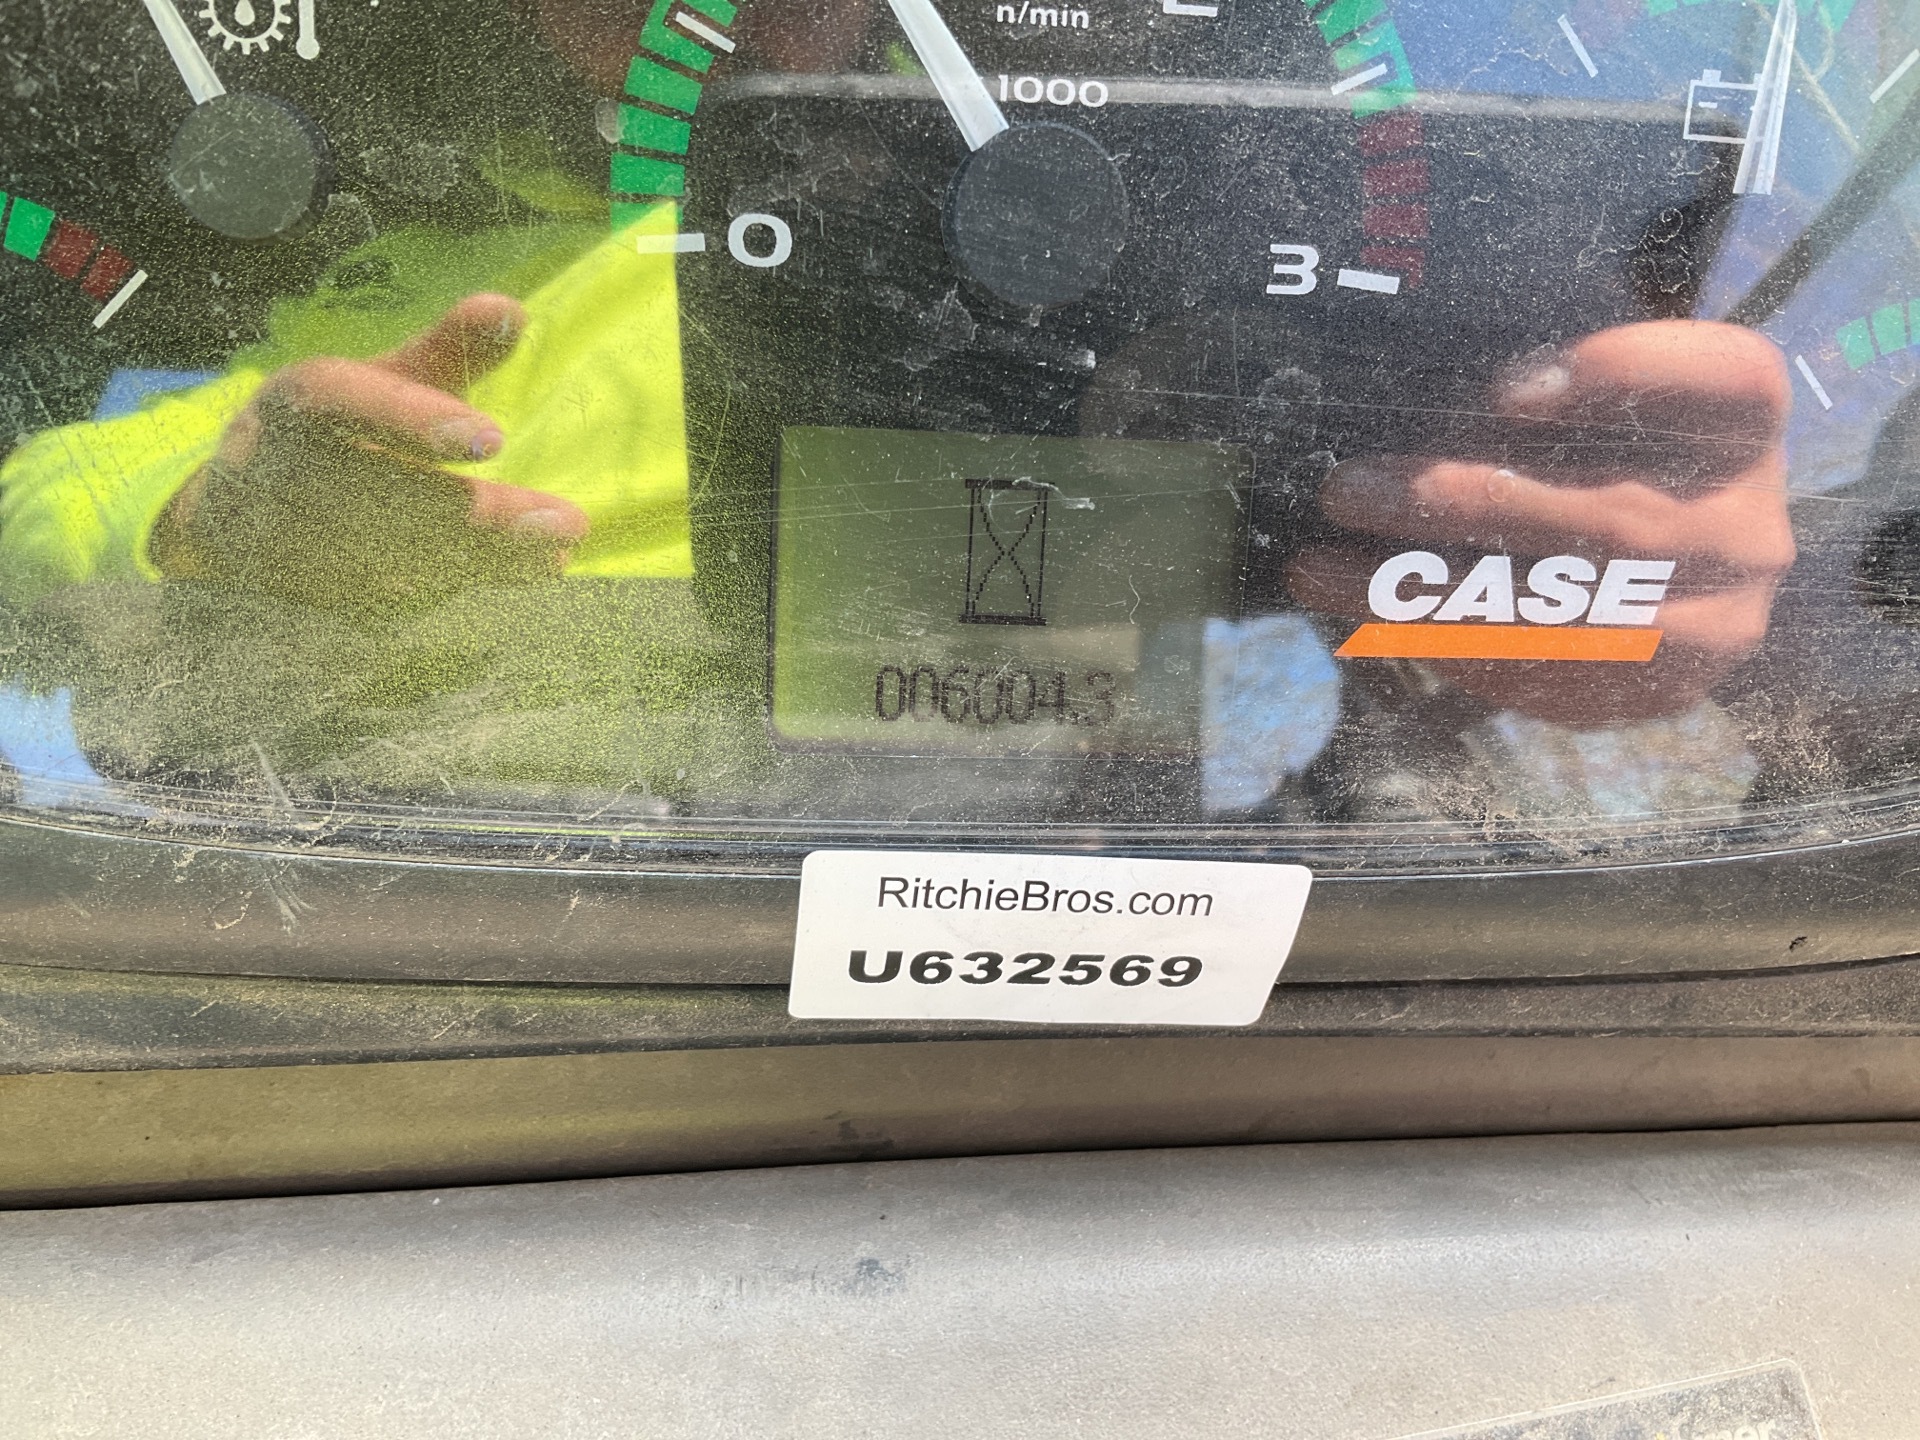 n/min
1000
0
3
CASE
006004.3
RitchieBros.com
U632569